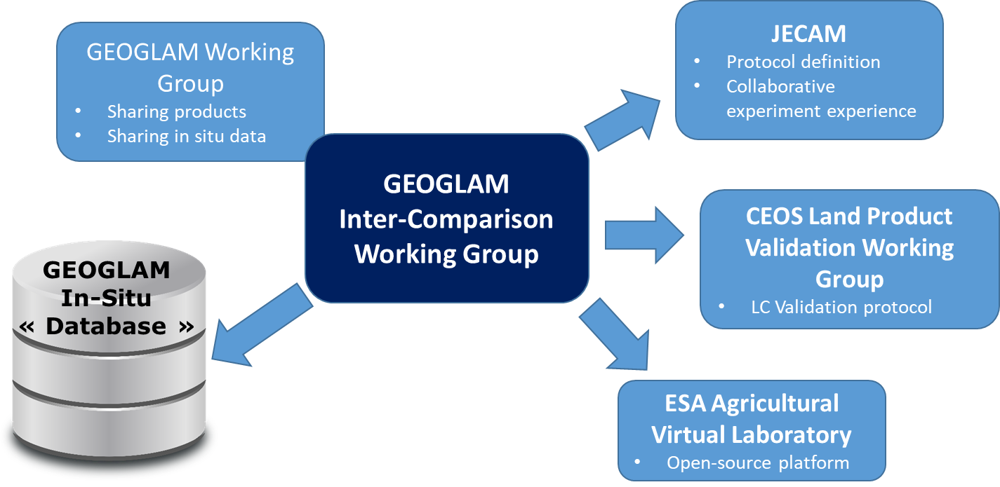 GEOGLAM Working
Group
• Sharing products
• Sharing in situ data
JECAM
• Protocol definition
• Collaborative
experiment experience
GEOGLAM
Inter-Comparison
Working Group
CEOS Land Product
Validation Working
Group
• LC Validation protocol
GEOGLAM
In-Situ
« Database »
ESA Agricultural
Virtual Laboratory
• Open-source platform